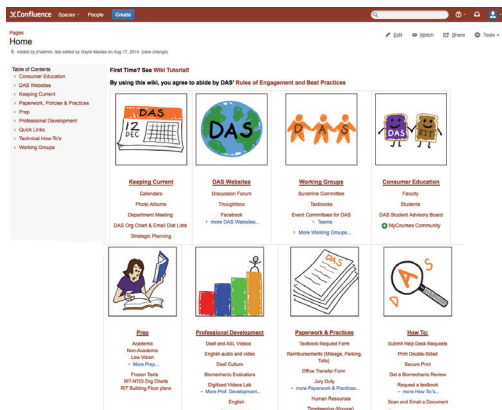 Confluence Spaces People Create
Edit Watch Share Tools
Pages
Home
Added by jrhadmin, last edited by Gayle Macias on Aug 17, 2014 (view change)
Table of Contents
Consumer Education
DAS Websites
Keeping Current
Paperwork, Policies & Practices
Prep
Professional Development
Quick Links
Technical How-To's
Working Groups
First Time? See Wiki Tutorial!
By using this wiki, you agree to abide by DAS' Rules of Engagement and Best Practices
DAS
12
DEC
DAS
DAS
DAS
RIT
Keeping Current
Calendars
Photo Albums
Department Meeting
DAS Org Chart & Email Dist Lists
Strategic Planning
DAS Websites
Discussion Forum
Thoughtbox
Facebook
more DAS Websites...
Working Groups
Sunshine Committee
Textbooks
Event Committees for DAS
Teams
More Working Groups...
Consumer Education
Faculty
Students
DAS Student Advisory Board
MyCourses Community
DAS
DAS
Prep
Academic
Non-Academic
Low Vision
More Prep...
Frozen Texts
RIT-NTID Org Charts
RIT Building Floor plans
Professional Development
Deaf and ASL Videos
English audio and video
Deaf Culture
Biomechanic Evaluators
Digitized Videos Lab
More Prof. Development...
English
Paperwork & Practices
Textbook Request Form
Reimbursements (Mileage, Parking, Tolls)
Office Transfer Form
Jury Duty
more Paperwork & Practices...
Human Resources
Timekeeping (Kronos)
How To:
Submit Help Desk Requests
Print Double-Sided
Secure Print
Get a Biomechanic Review
Request a textbook
more How To's...
Scan and Email a Document